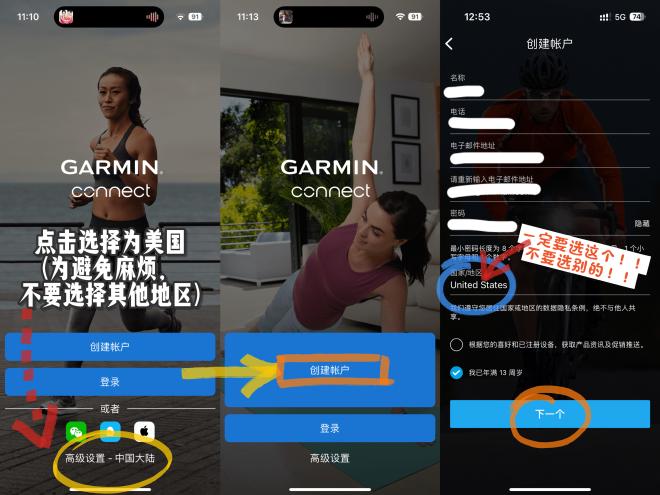 11:10
91
GARMIN
connect
点击选择为美国
(为避免麻烦,
不要选择其他地区)
创建帐户
登录
或者
高级设置 - 中国大陆
11:13
91
GARMIN
connect
创建帐户
登录
高级设置
12:53
5G
74
创建帐户
名称
电话
电子邮件地址
请重新输入电子邮件地址
密码
隐藏
一定要选这个!!
不要选别的!!
最小密码长度为 8 个
1 个小
国家/地区
United States
我们遵守您居住国家或地区的数据隐私条例,绝不与他人共
享。
根据您的喜好和已注册设备,获取产品资讯及促销推送。
我已年满 13 周岁
下一个